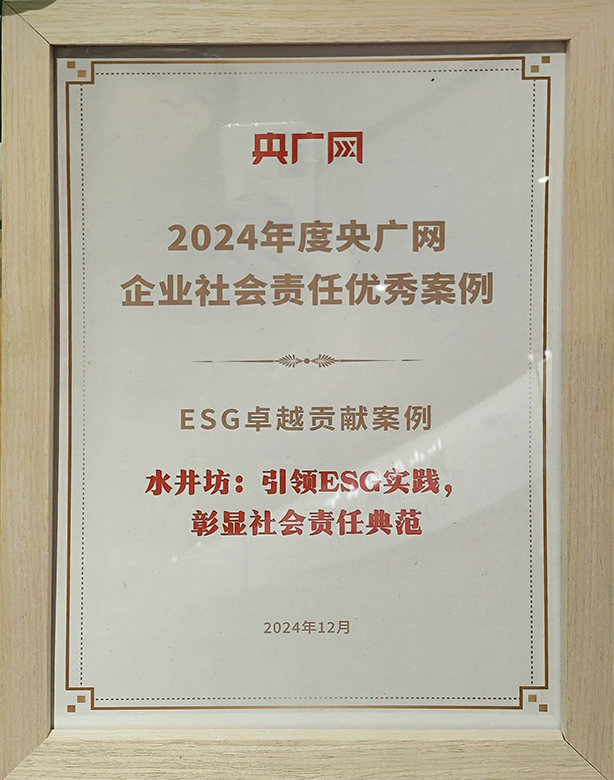 央广网
2024年度央广网
企业社会责任优秀案例
ESG卓越贡献案例
水井坊：引领ESG实践，
彰显社会责任典范
2024年12月